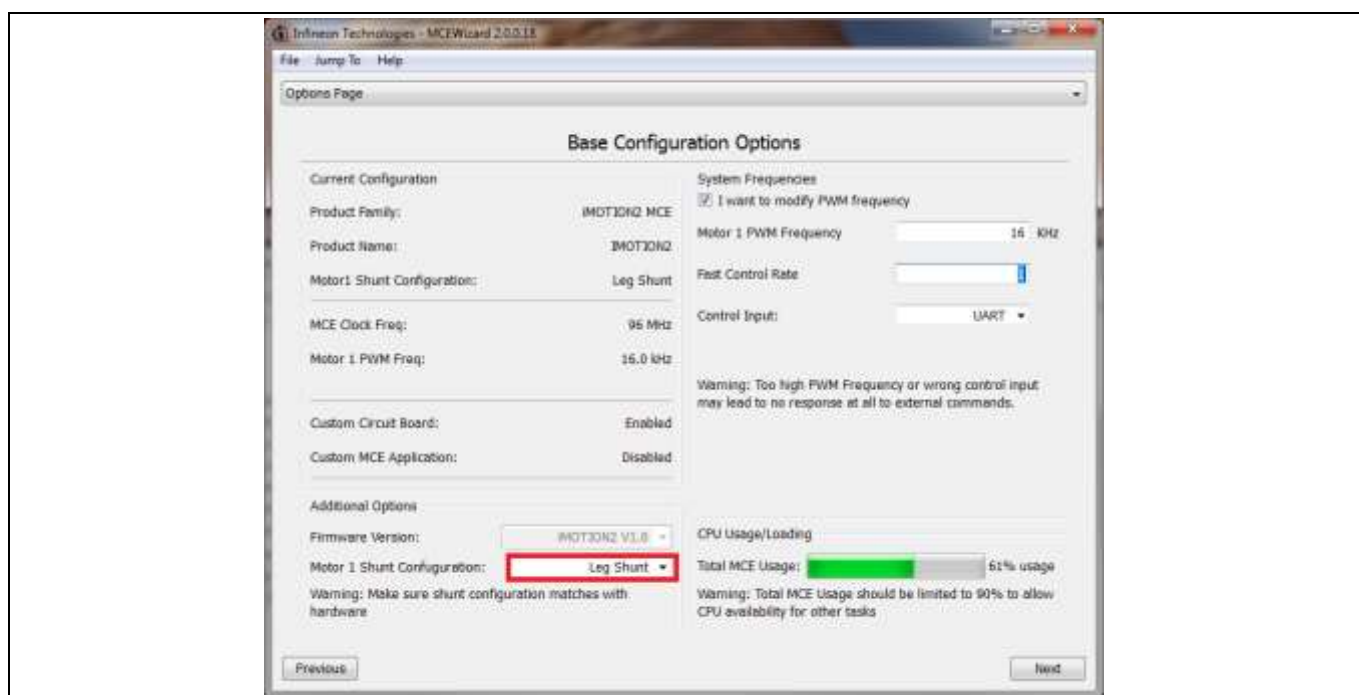 Infineon Technologies - MCEWizard 2.0.0.18
File Jump To Help
Options Page
Base Configuration Options
Current Configuration
Product Family: iMOTION2 MCE
Product Name: IMOTION2
Motor1 Shunt Configuration: Leg Shunt
MCE Clock Freq: 96 MHz
Motor 1 PWM Freq: 16.0 kHz
Custom Circuit Board: Enabled
Custom MCE Application: Disabled
Additional Options
Firmware Version: iMOTION2 V1.0
Motor 1 Shunt Confuguration: Leg Shunt
Warning: Make sure shunt configuration matches with
hardware
System Frequencies
I want to modify PWM frequency
Motor 1 PWM Frequency 16 KHz
Fast Control Rate 1
Control Input: UART
Warning: Too high PWM Frequency or wrong control input
may lead to no response at all to external commands.
CPU Usage/Loading
Total MCE Usage: 61% usage
Warning: Total MCE Usage should be limited to 90% to allow
CPU availability for other tasks
Previous
Next